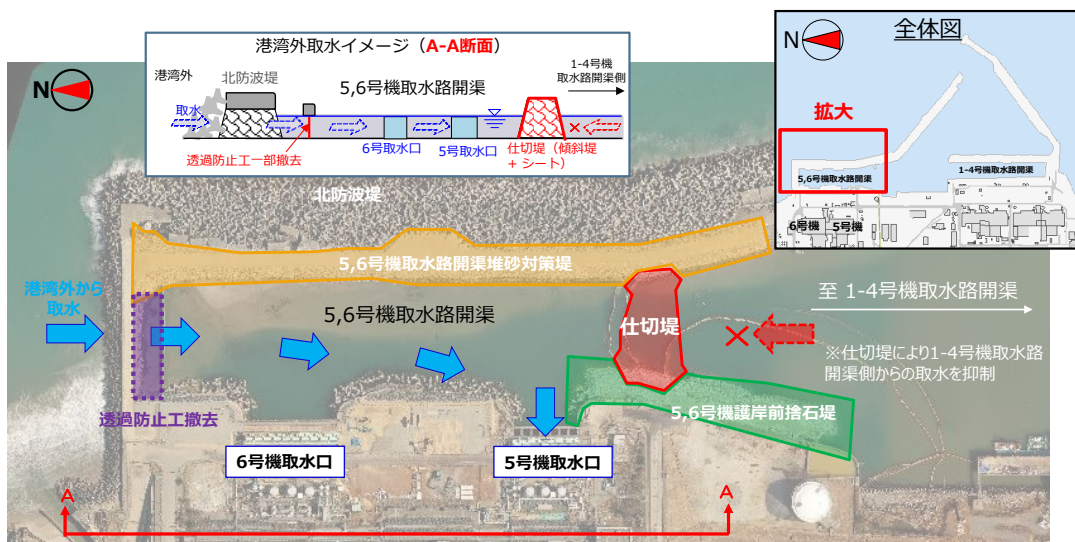 港湾外取水イメージ（A-A断面）
N
港湾外
北防波堤
5,6号機取水路開渠
1-4号機
取水路開渠側
取水
6号取水口
5号取水口
透過防止工一部撤去
仕切堤（傾斜堤
+ シート）
全体図
N
拡大
5,6号機取水路開渠
1-4号機取水路開渠
6号機
5号機
北防波堤
5,6号機取水路開渠堆砂対策堤
港湾外から
取水
5,6号機取水路開渠
仕切堤
至 1-4号機取水路開渠
※仕切堤により1-4号機取水路
開渠側からの取水を抑制
透過防止工撤去
5,6号機護岸前捨石堤
6号機取水口
5号機取水口
A
A